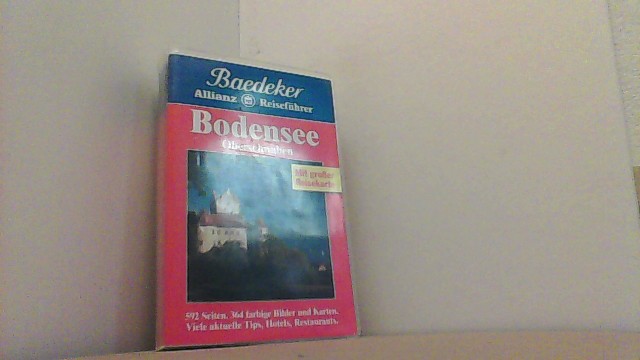 Baedeker
Allianz Reiseführer
Bodensee
Oberschwaben
Mit großer
Reisekarte
592 Seiten. 364 farbige Bilder und Karten.
Viele aktuelle Tips, Hotels, Restaurants.